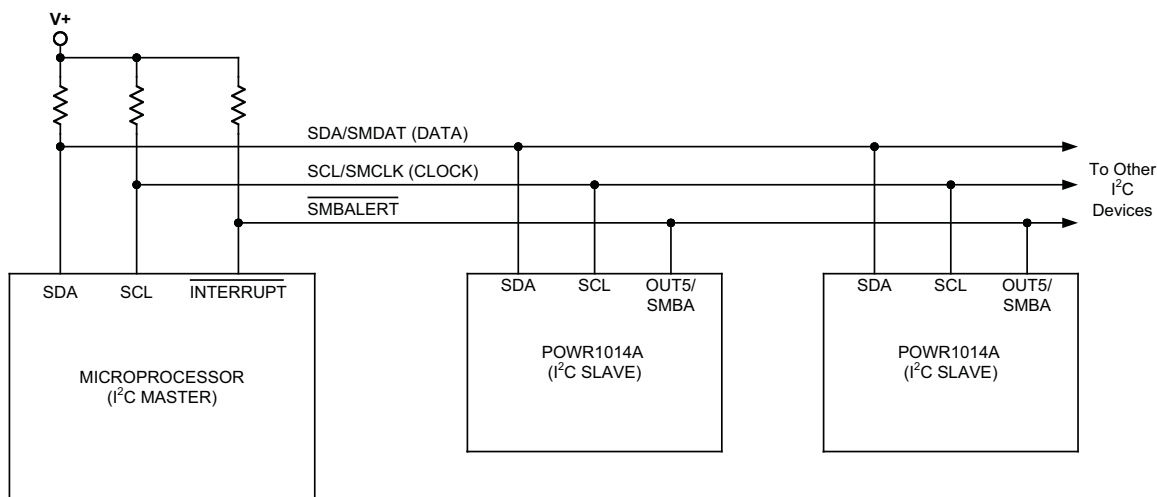 V+
SDA/SMDAT (DATA)
SCL/SMCLK (CLOCK)
SMBALERT
To Other
I²C
Devices
SDA SCL INTERRUPT
MICROPROCESSOR
(I²C MASTER)
SDA SCL OUT5/
SMBA
POWR1014A
(I²C SLAVE)
SDA SCL OUT5/
SMBA
POWR1014A
(I²C SLAVE)